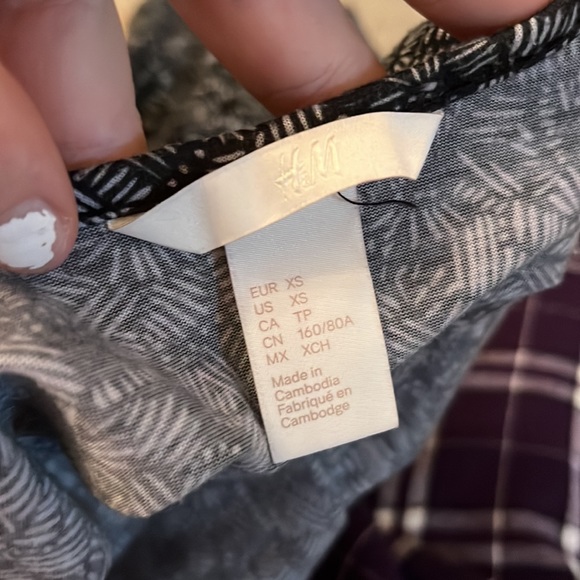 H&M
EUR XS
US XS
CA TP
CN 160/80A
MX XCH
Made in
Cambodia
Fabriqué en
Cambodge